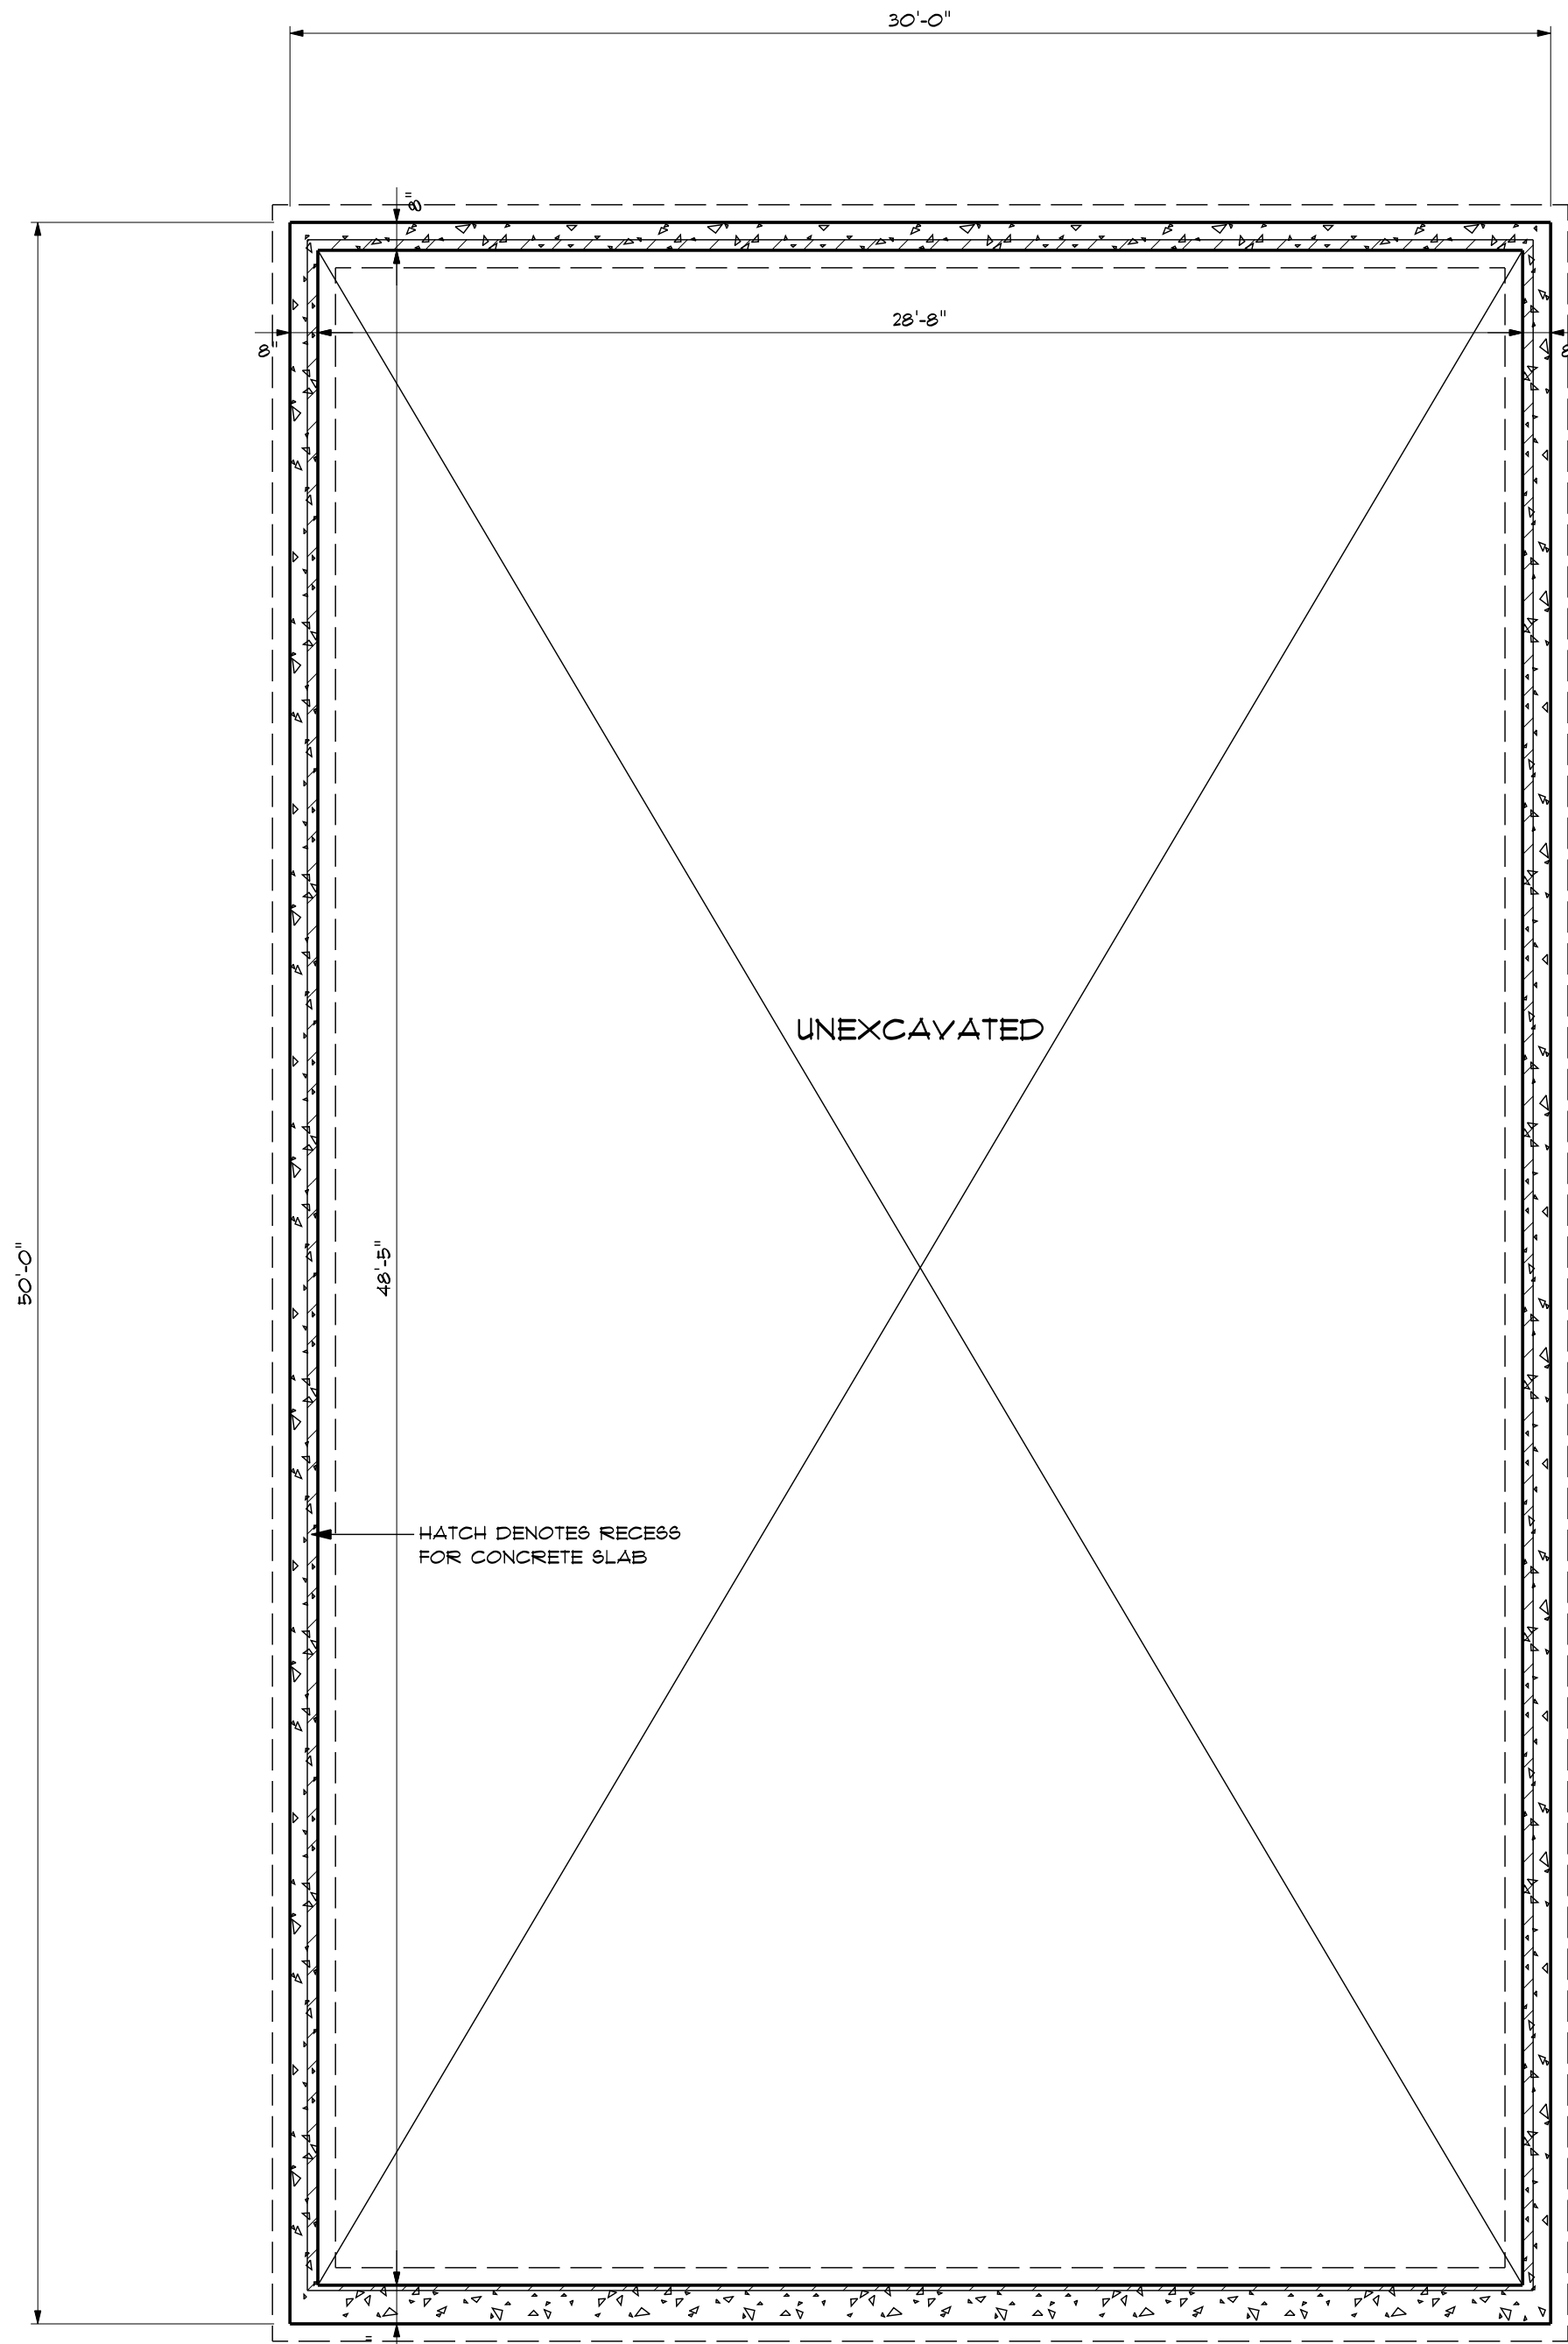 30'-0"
8"
28'-8"
8"
UNEXCAVATED
50'-0"
48'-5"
HATCH DENOTES RECESS
FOR CONCRETE SLAB